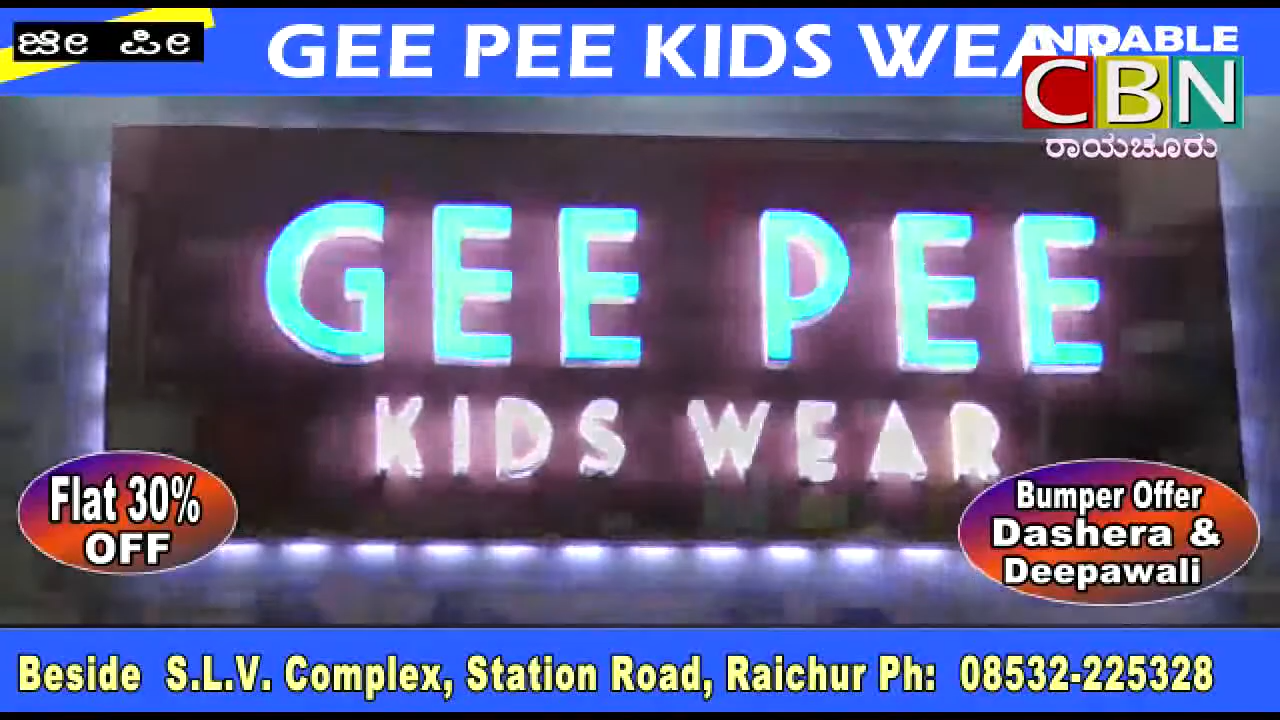 ಜೀ ಪೀ
GEE PEE KIDS WEA
CBN
ರಾಯಚೂರು
GEE PEE
KIDS WEAR
Flat 30%
OFF
Bumper Offer
Dashera &
Deepawali
Beside S.L.V. Complex, Station Road, Raichur Ph: 08532-225328